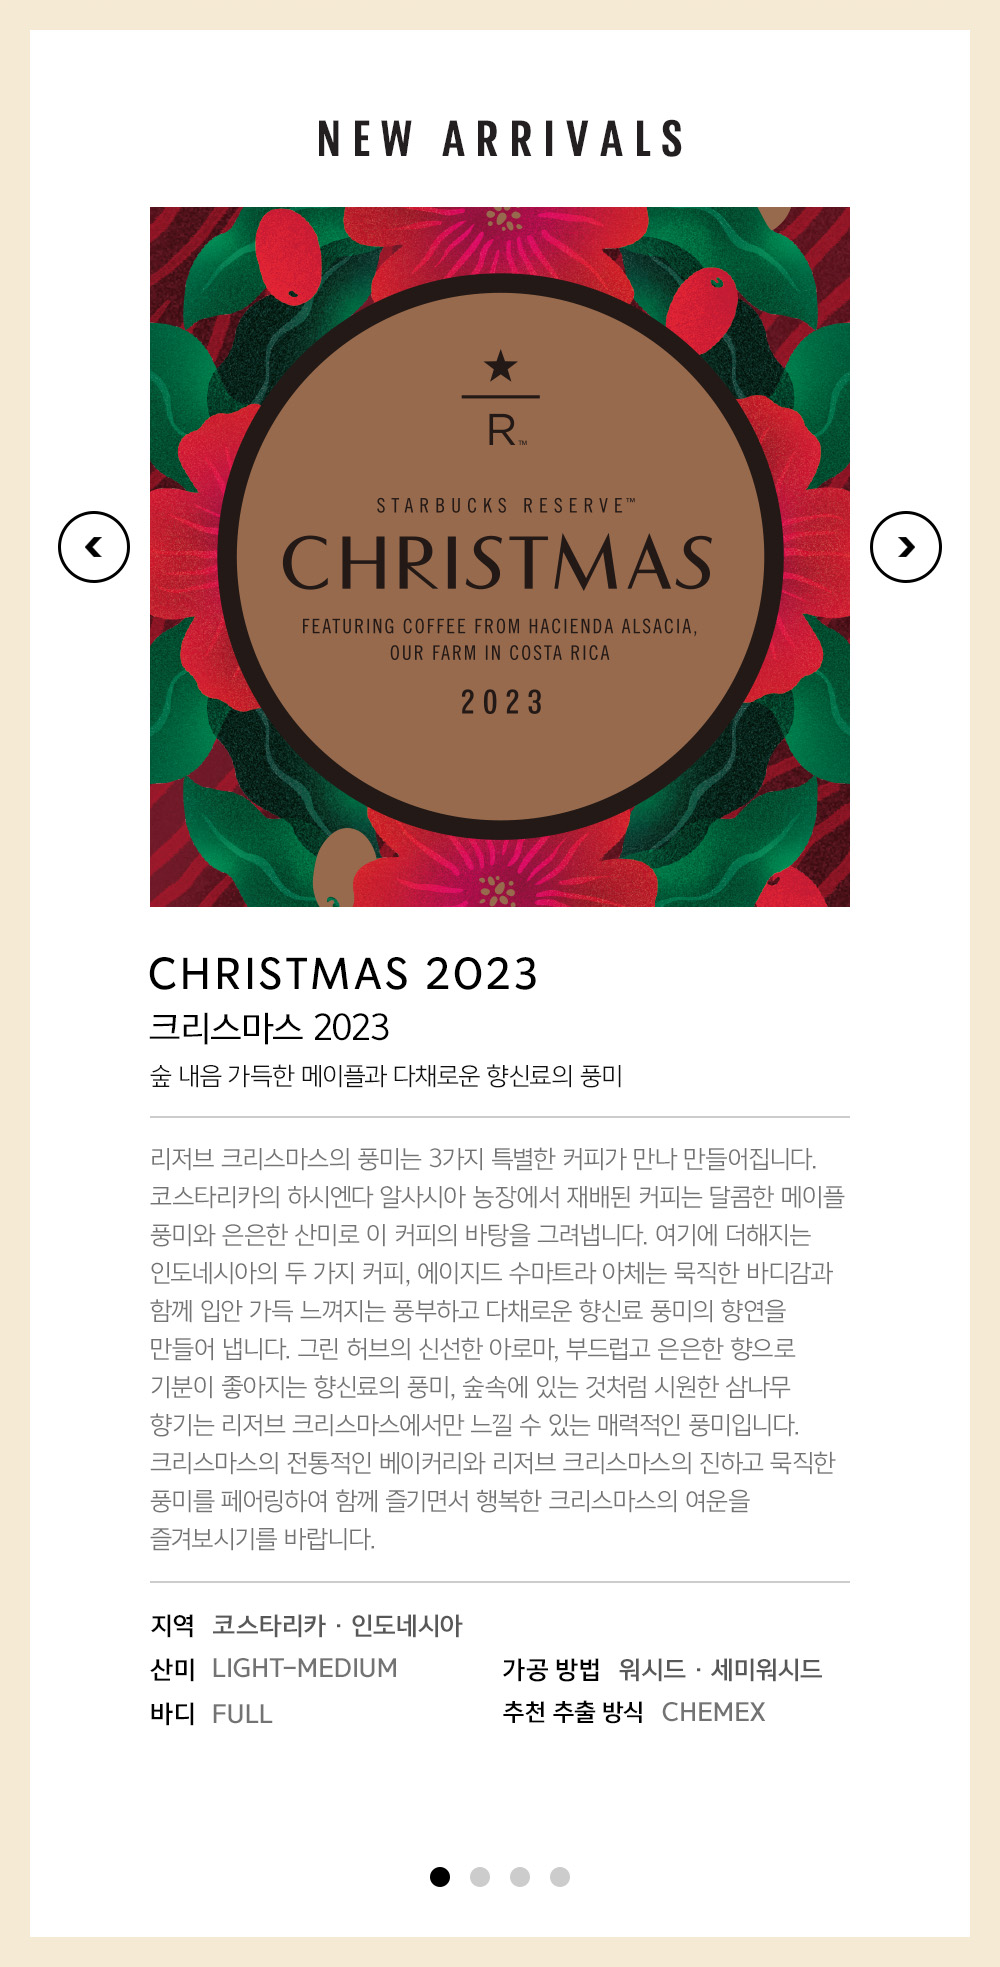 NEW ARRIVALS
R™
STARBUCKS RESERVE™
CHRISTMAS
FEATURING COFFEE FROM HACIENDA ALSACIA,
OUR FARM IN COSTA RICA
2023
CHRISTMAS 2023
크리스마스 2023
숲 내음 가득한 메이플과 다채로운 향신료의 풍미
리저브 크리스마스의 풍미는 3가지 특별한 커피가 만나 만들어집니다.
코스타리카의 하시엔다 알사시아 농장에서 재배된 커피는 달콤한 메이플
풍미와 은은한 산미로 이 커피의 바탕을 그려냅니다. 여기에 더해지는
인도네시아의 두 가지 커피, 에이지드 수마트라 아체는 묵직한 바디감과
함께 입안 가득 느껴지는 풍부하고 다채로운 향신료 풍미의 향연을
만들어 냅니다. 그린 허브의 신선한 아로마, 부드럽고 은은한 향으로
기분이 좋아지는 향신료의 풍미, 숲속에 있는 것처럼 시원한 삼나무
향기는 리저브 크리스마스에서만 느낄 수 있는 매력적인 풍미입니다.
크리스마스의 전통적인 베이커리와 리저브 크리스마스의 진하고 묵직한
풍미를 페어링하여 함께 즐기면서 행복한 크리스마스의 여운을
즐겨보시기를 바랍니다.
지역 코스타리카 · 인도네시아
산미 LIGHT-MEDIUM 가공 방법 워시드 · 세미워시드
바디 FULL 추천 추출 방식 CHEMEX